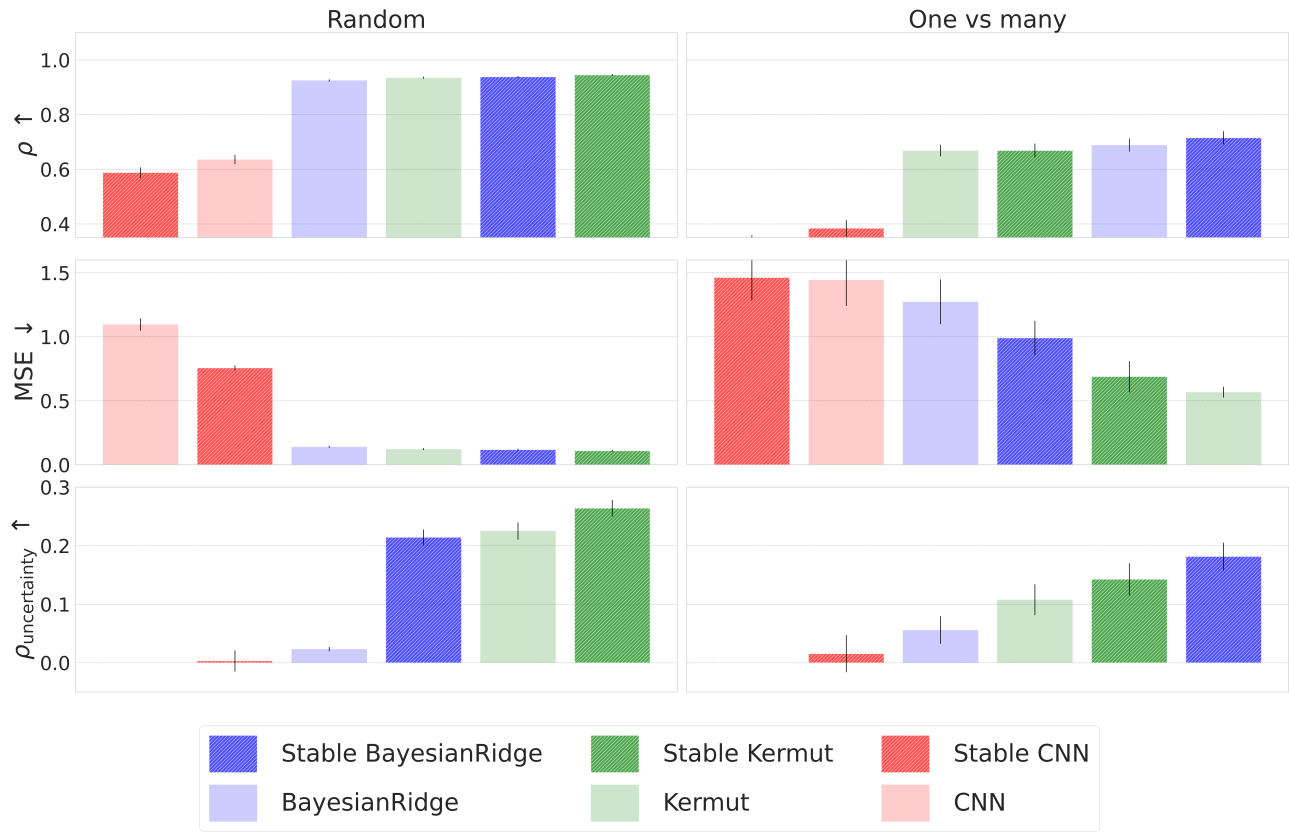 Random
One vs many
ρ ↑
1.0
0.8
0.6
0.4
MSE ↓
1.5
1.0
0.5
0.0
ρuncertainty ↑
0.3
0.2
0.1
0.0
Stable BayesianRidge
Stable Kermut
Stable CNN
BayesianRidge
Kermut
CNN